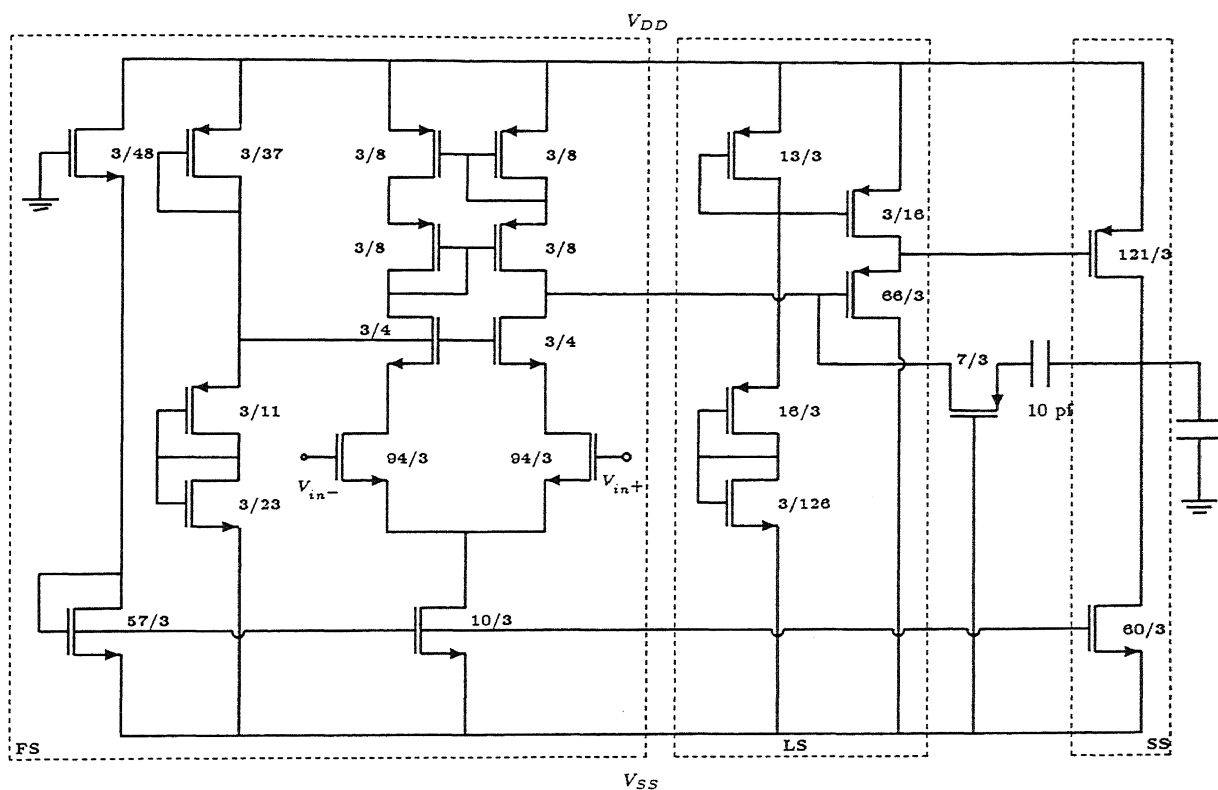 V_DD
3/48
3/37
3/8
3/8
13/3
3/16
3/8
3/8
121/3
66/3
3/4
3/4
7/3
10 pf
3/11
16/3
94/3
94/3
V_in−
V_in+
3/23
3/126
57/3
10/3
60/3
FS
LS
SS
V_SS